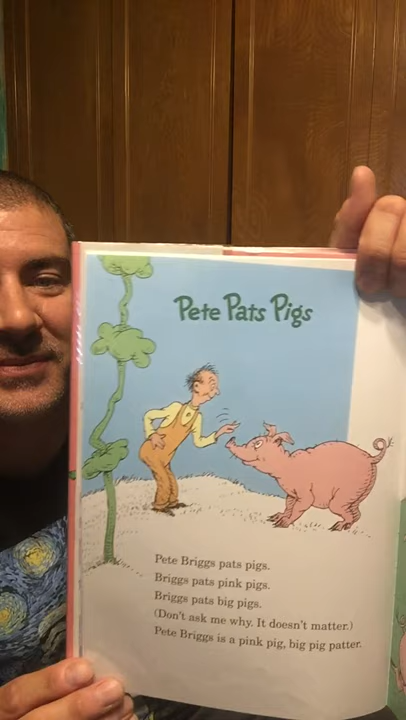 Pete Pats Pigs
Pete Briggs pats pigs.
Briggs pats pink pigs.
Briggs pats big pigs.
(Don't ask me why. It doesn't matter.)
Pete Briggs is a pink pig, big pig patter.